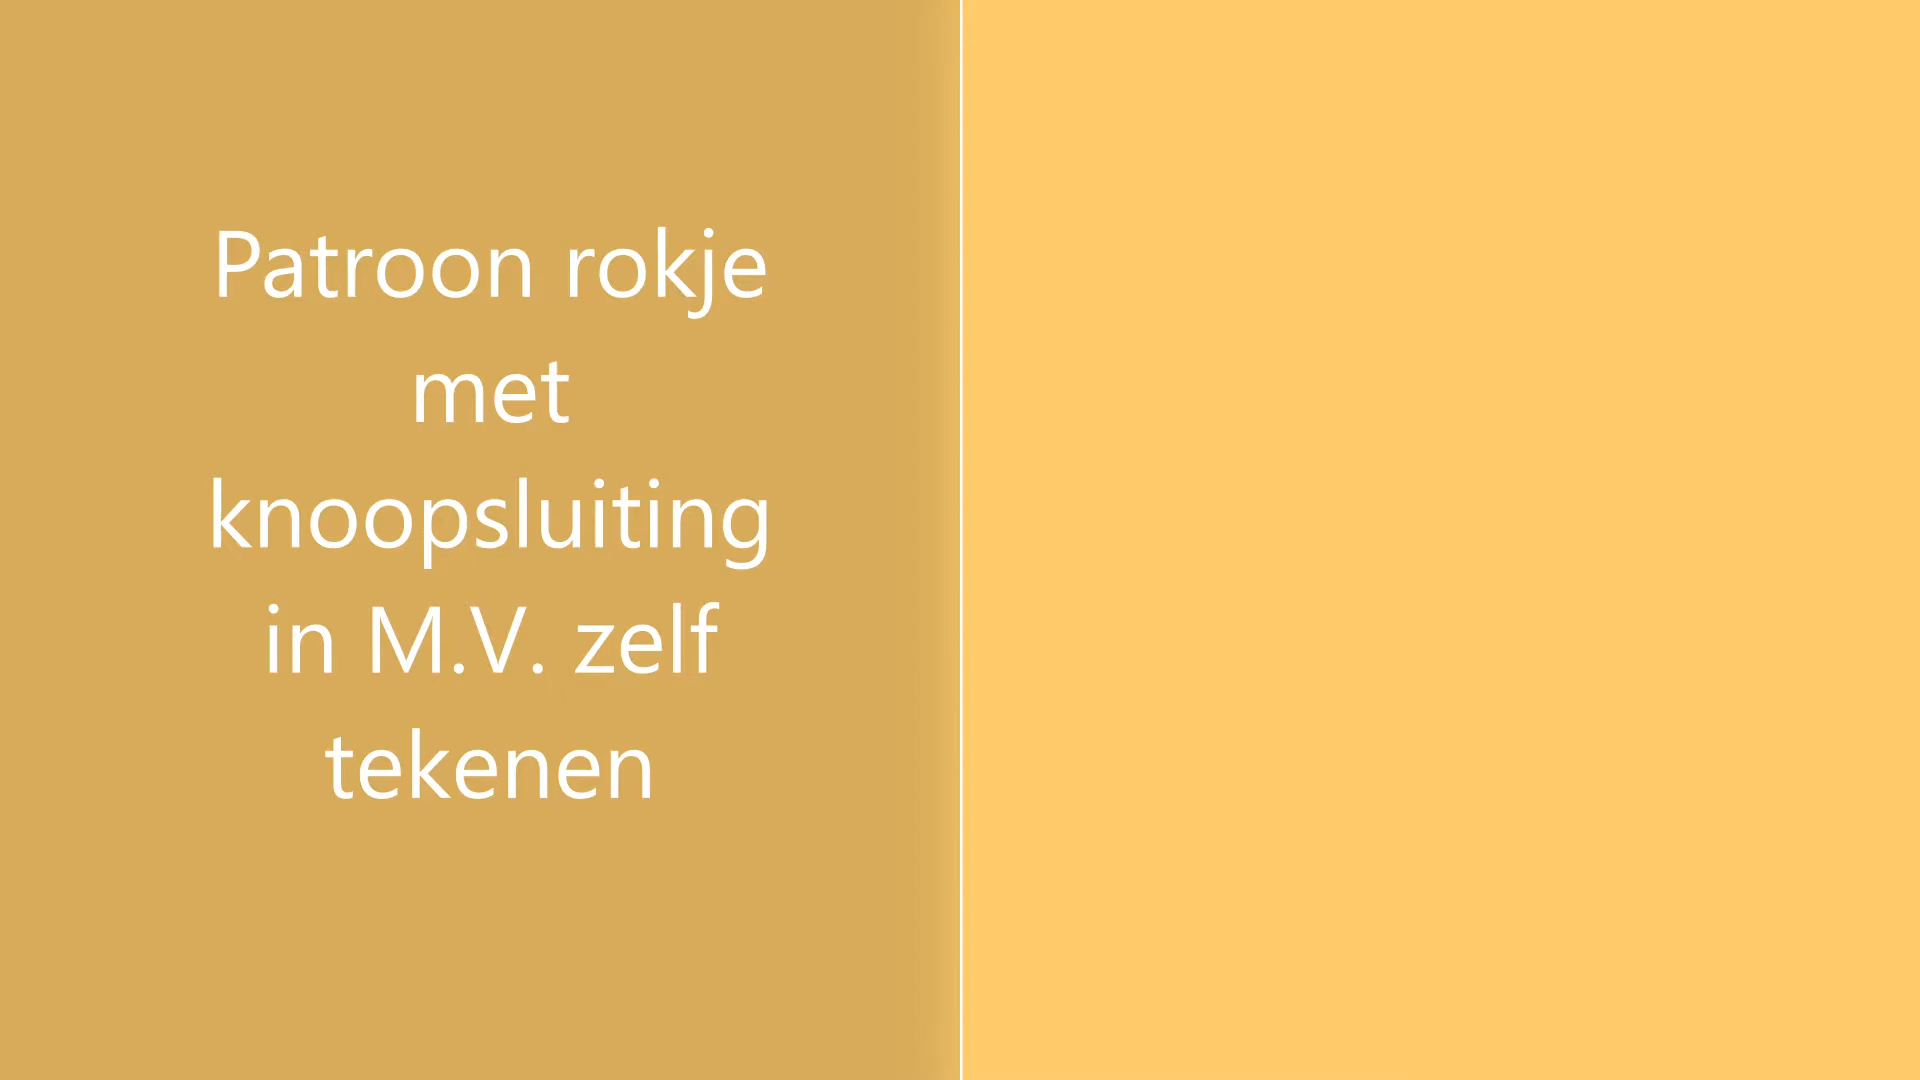 Patroon rokje
met
knoopsluiting
in M.V. zelf
tekenen